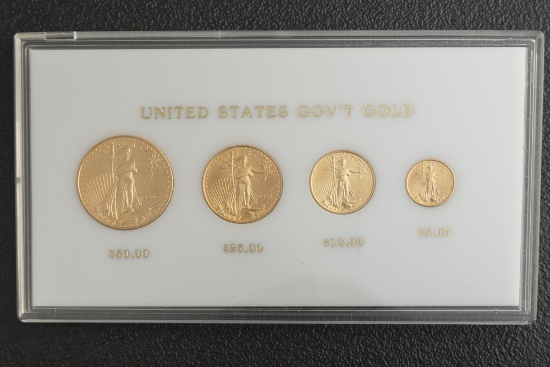 UNITED STATES GOV'T GOLD
$50.00
$25.00
$10.00
$5.00